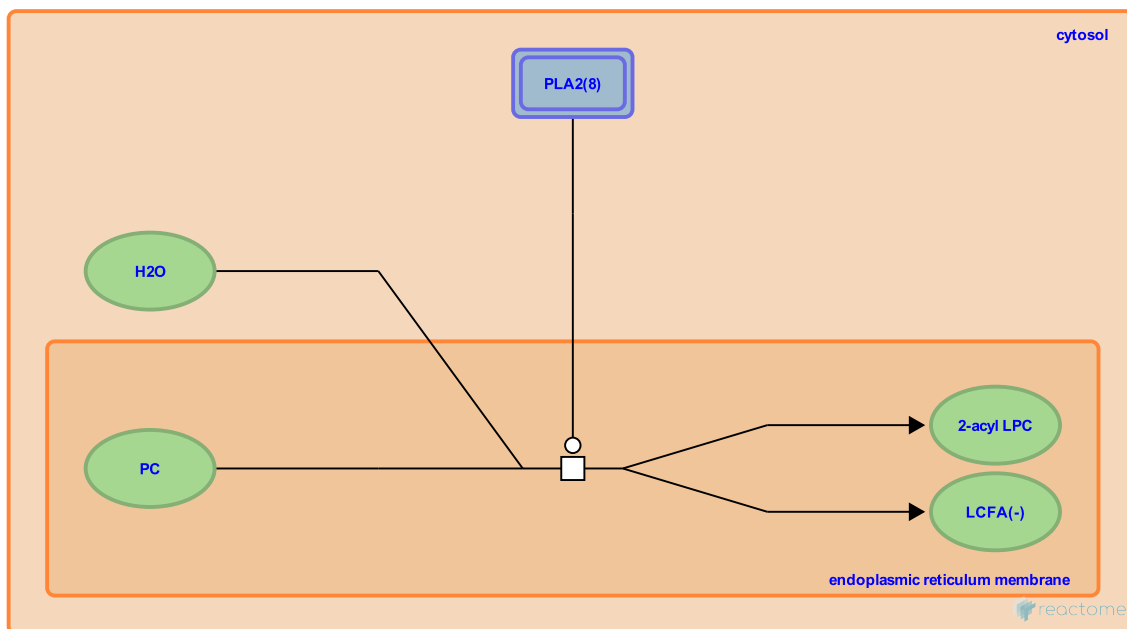 cytosol
PLA2(8)
H2O
2-acyl LPC
PC
LCFA(-)
endoplasmic reticulum membrane
reactome